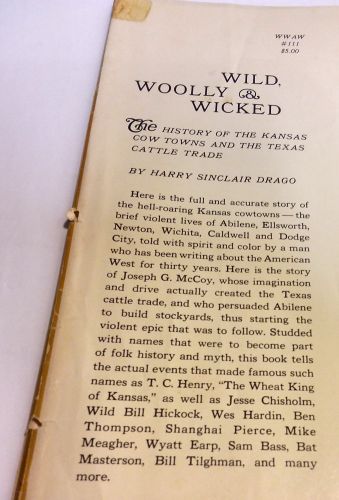 WWAW
#111
$5.00
WILD,
WOOLLY &
WICKED
The HISTORY OF THE KANSAS
COW TOWNS AND THE TEXAS
CATTLE TRADE
BY HARRY SINCLAIR DRAGO
Here is the full and accurate story of
the hell-roaring Kansas cowtowns — the
brief violent lives of Abilene, Ellsworth,
Newton, Wichita, Caldwell and Dodge
City, told with spirit and color by a man
who has been writing about the American
West for thirty years. Here is the story
of Joseph G. McCoy, whose imagination
and drive actually created the Texas
cattle trade, and who persuaded Abilene
to build stockyards, thus starting the
violent epic that was to follow. Studded
with names that were to become part
of folk history and myth, this book tells
the actual events that made famous such
names as T. C. Henry, "The Wheat King
of Kansas," as well as Jesse Chisholm,
Wild Bill Hickock, Wes Hardin, Ben
Thompson, Shanghai Pierce, Mike
Meagher, Wyatt Earp, Sam Bass, Bat
Masterson, Bill Tilghman, and many
more.